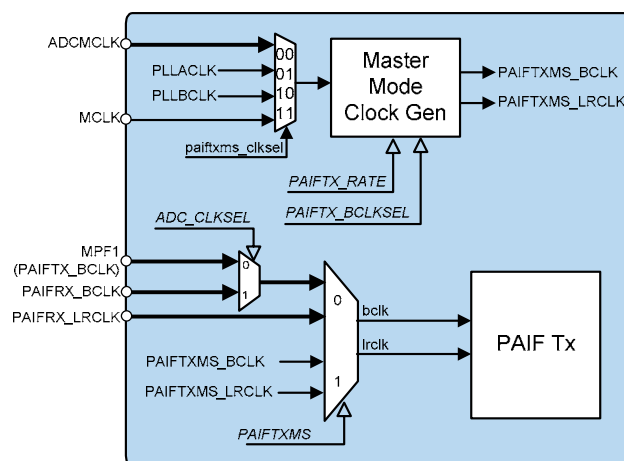 ADCMCLK
PLLACLK
PLLBCLK
MCLK
00
01
10
11
paiftxms_clksel
Master
Mode
Clock Gen
PAIFTXMS_BCLK
PAIFTXMS_LRCLK
PAIFTX_RATE
PAIFTX_BCLKSEL
ADC_CLKSEL
MPF1
(PAIFTX_BCLK)
PAIFRX_BCLK
PAIFRX_LRCLK
0
1
0
1
PAIFTXMS_BCLK
PAIFTXMS_LRCLK
PAIFTXMS
bclk
lrclk
PAIF Tx